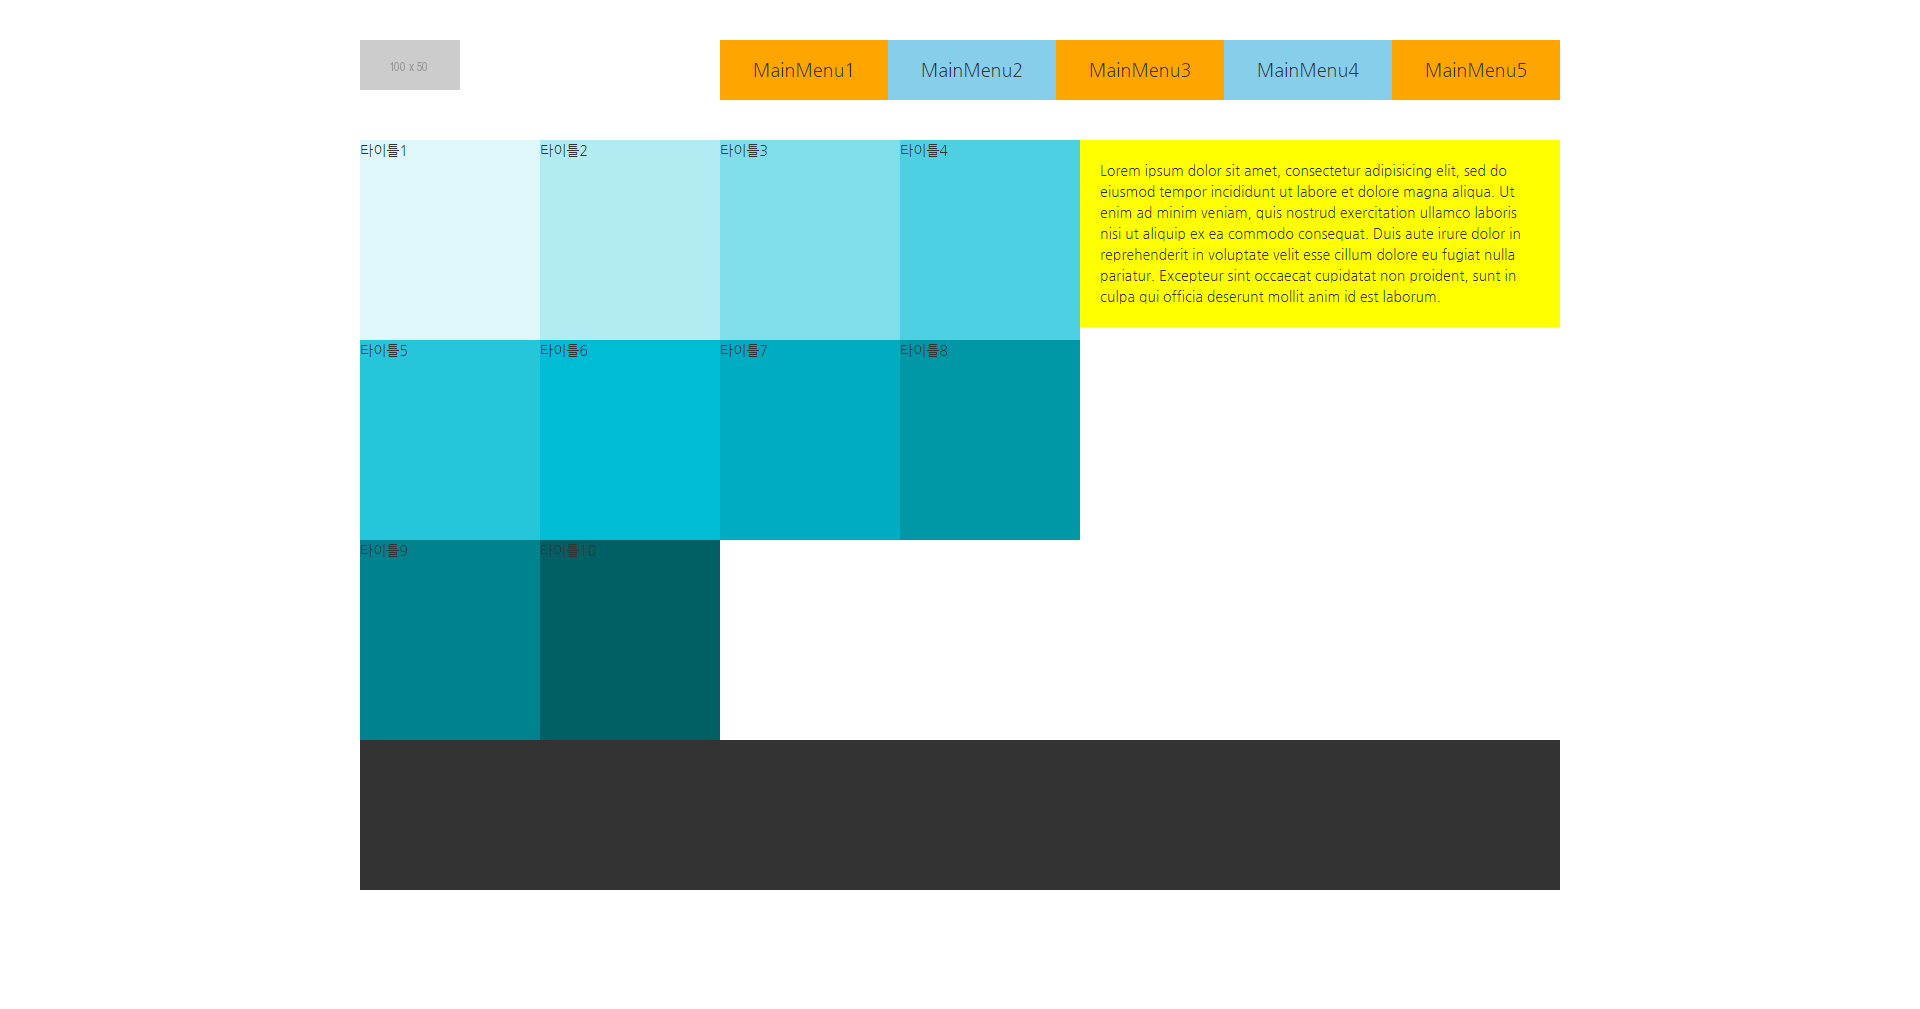 100 x 50
MainMenu1 MainMenu2 MainMenu3 MainMenu4 MainMenu5
타이틀1 타이틀2 타이틀3 타이틀4
Lorem ipsum dolor sit amet, consectetur adipisicing elit, sed do
eiusmod tempor incididunt ut labore et dolore magna aliqua. Ut
enim ad minim veniam, quis nostrud exercitation ullamco laboris
nisi ut aliquip ex ea commodo consequat. Duis aute irure dolor in
reprehenderit in voluptate velit esse cillum dolore eu fugiat nulla
pariatur. Excepteur sint occaecat cupidatat non proident, sunt in
culpa qui officia deserunt mollit anim id est laborum.
타이틀5 타이틀6 타이틀7 타이틀8
타이틀9 타이틀10